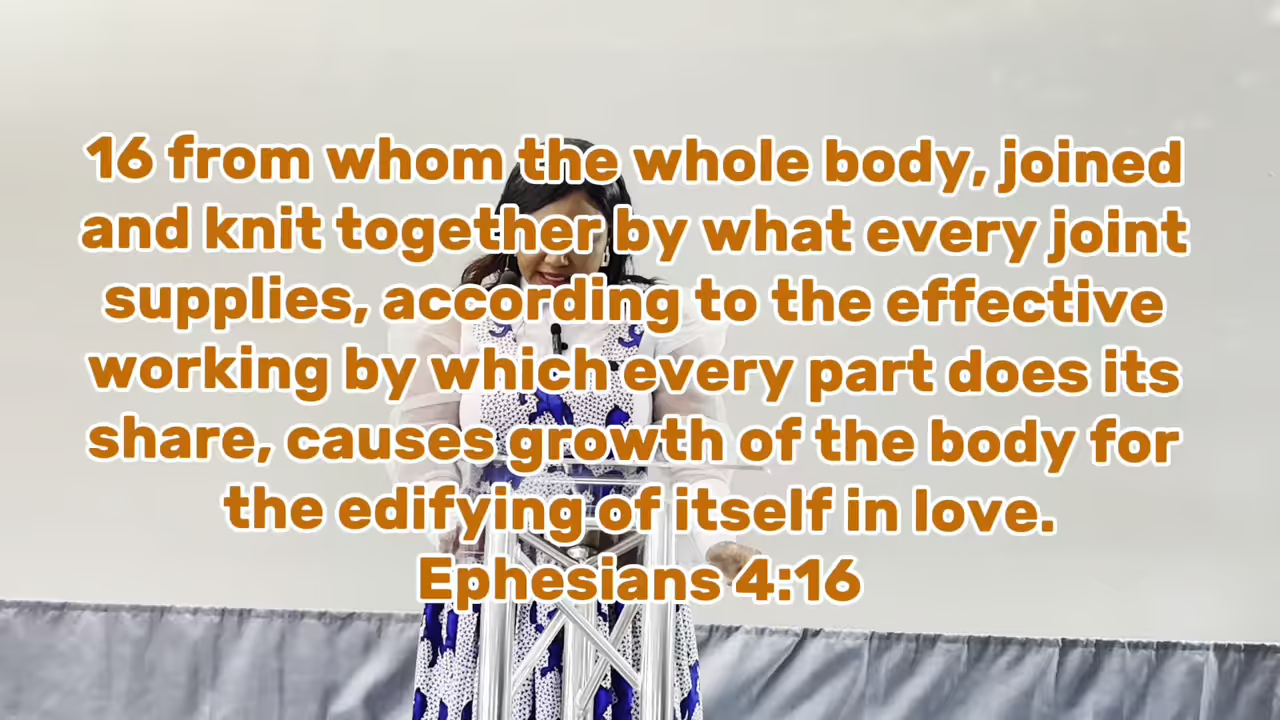 16 from whom the whole body, joined
and knit together by what every joint
supplies, according to the effective
working by which every part does its
share, causes growth of the body for
the edifying of itself in love.
Ephesians 4:16